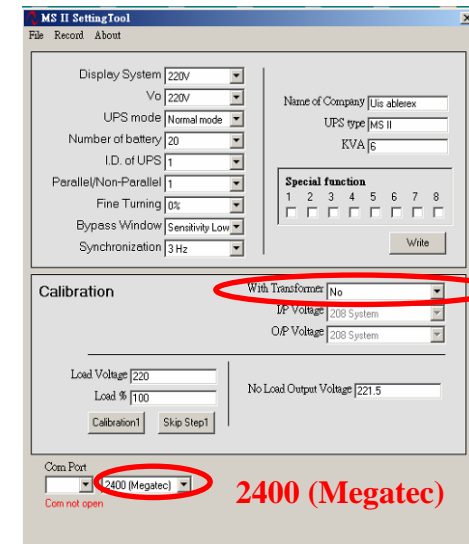 MS II SettingTool
File Record About
Display System 220V
Vo 220V
UPS mode Normal mode
Number of battery 20
I.D. of UPS 1
Parallel/Non-Parallel 1
Fine Turning 0%
Bypass Window Sensitivity Low
Synchronization 3 Hz
Name of Company Uis ablerex
UPS type MS II
KVA 6
Special function
1 2 3 4 5 6 7 8
Write
Calibration
With Transformer No
I/P Voltage 208 System
O/P Voltage 208 System
Load Voltage 220
Load % 100
Calibration1 Skip Step1
No Load Output Voltage 221.5
Com Port
2400 (Megatec)
Com not open
2400 (Megatec)